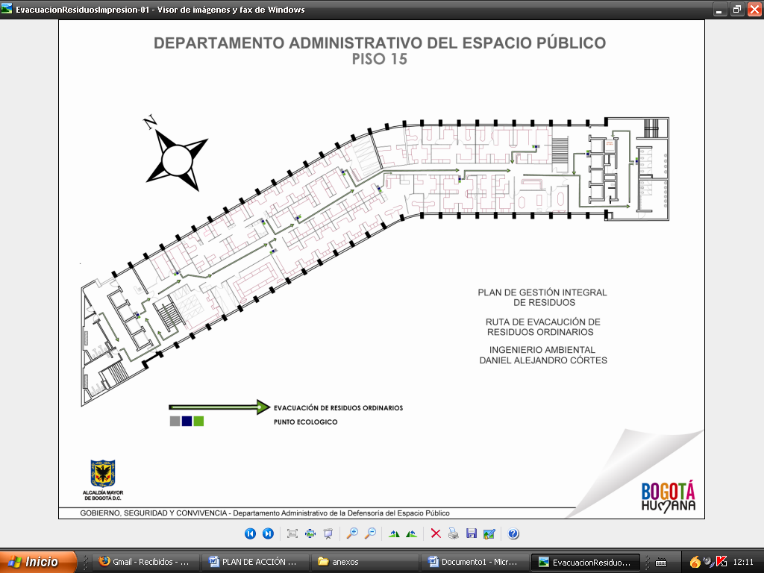 EvacuacionResiduosImpresion-01 - Visor de imágenes y fax de Windows
DEPARTAMENTO ADMINISTRATIVO DEL ESPACIO PÚBLICO
PISO 15
N
PLAN DE GESTIÓN INTEGRAL
DE RESIDUOS
RUTA DE EVACAUCIÓN DE
RESIDUOS ORDINARIOS
INGENIERIO AMBIENTAL
DANIEL ALEJANDRO CÓRTES
EVACUACIÓN DE RESIDUOS ORDINARIOS
PUNTO ECOLOGICO
ALCALDÍA MAYOR
DE BOGOTÁ D.C.
BOGOTÁ
HUMANA
GOBIERNO, SEGURIDAD Y CONVIVENCIA - Departamento Administrativo de la Defensoría del Espacio Público
Inicio
Gmail - Recibidos - ...
PLAN DE ACCIÓN ...
anexos
Documento1 - Micr...
EvacuacionResiduo...
12:11